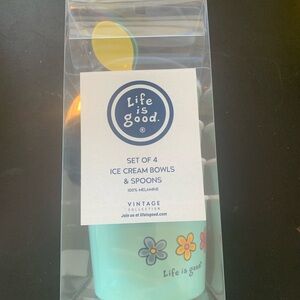 Life
is
good.
®
SET OF 4
ICE CREAM BOWLS
& SPOONS
100% MELAMINE
VINTAGE
COLLECTION
Join us at lifeisgood.com
Life is good